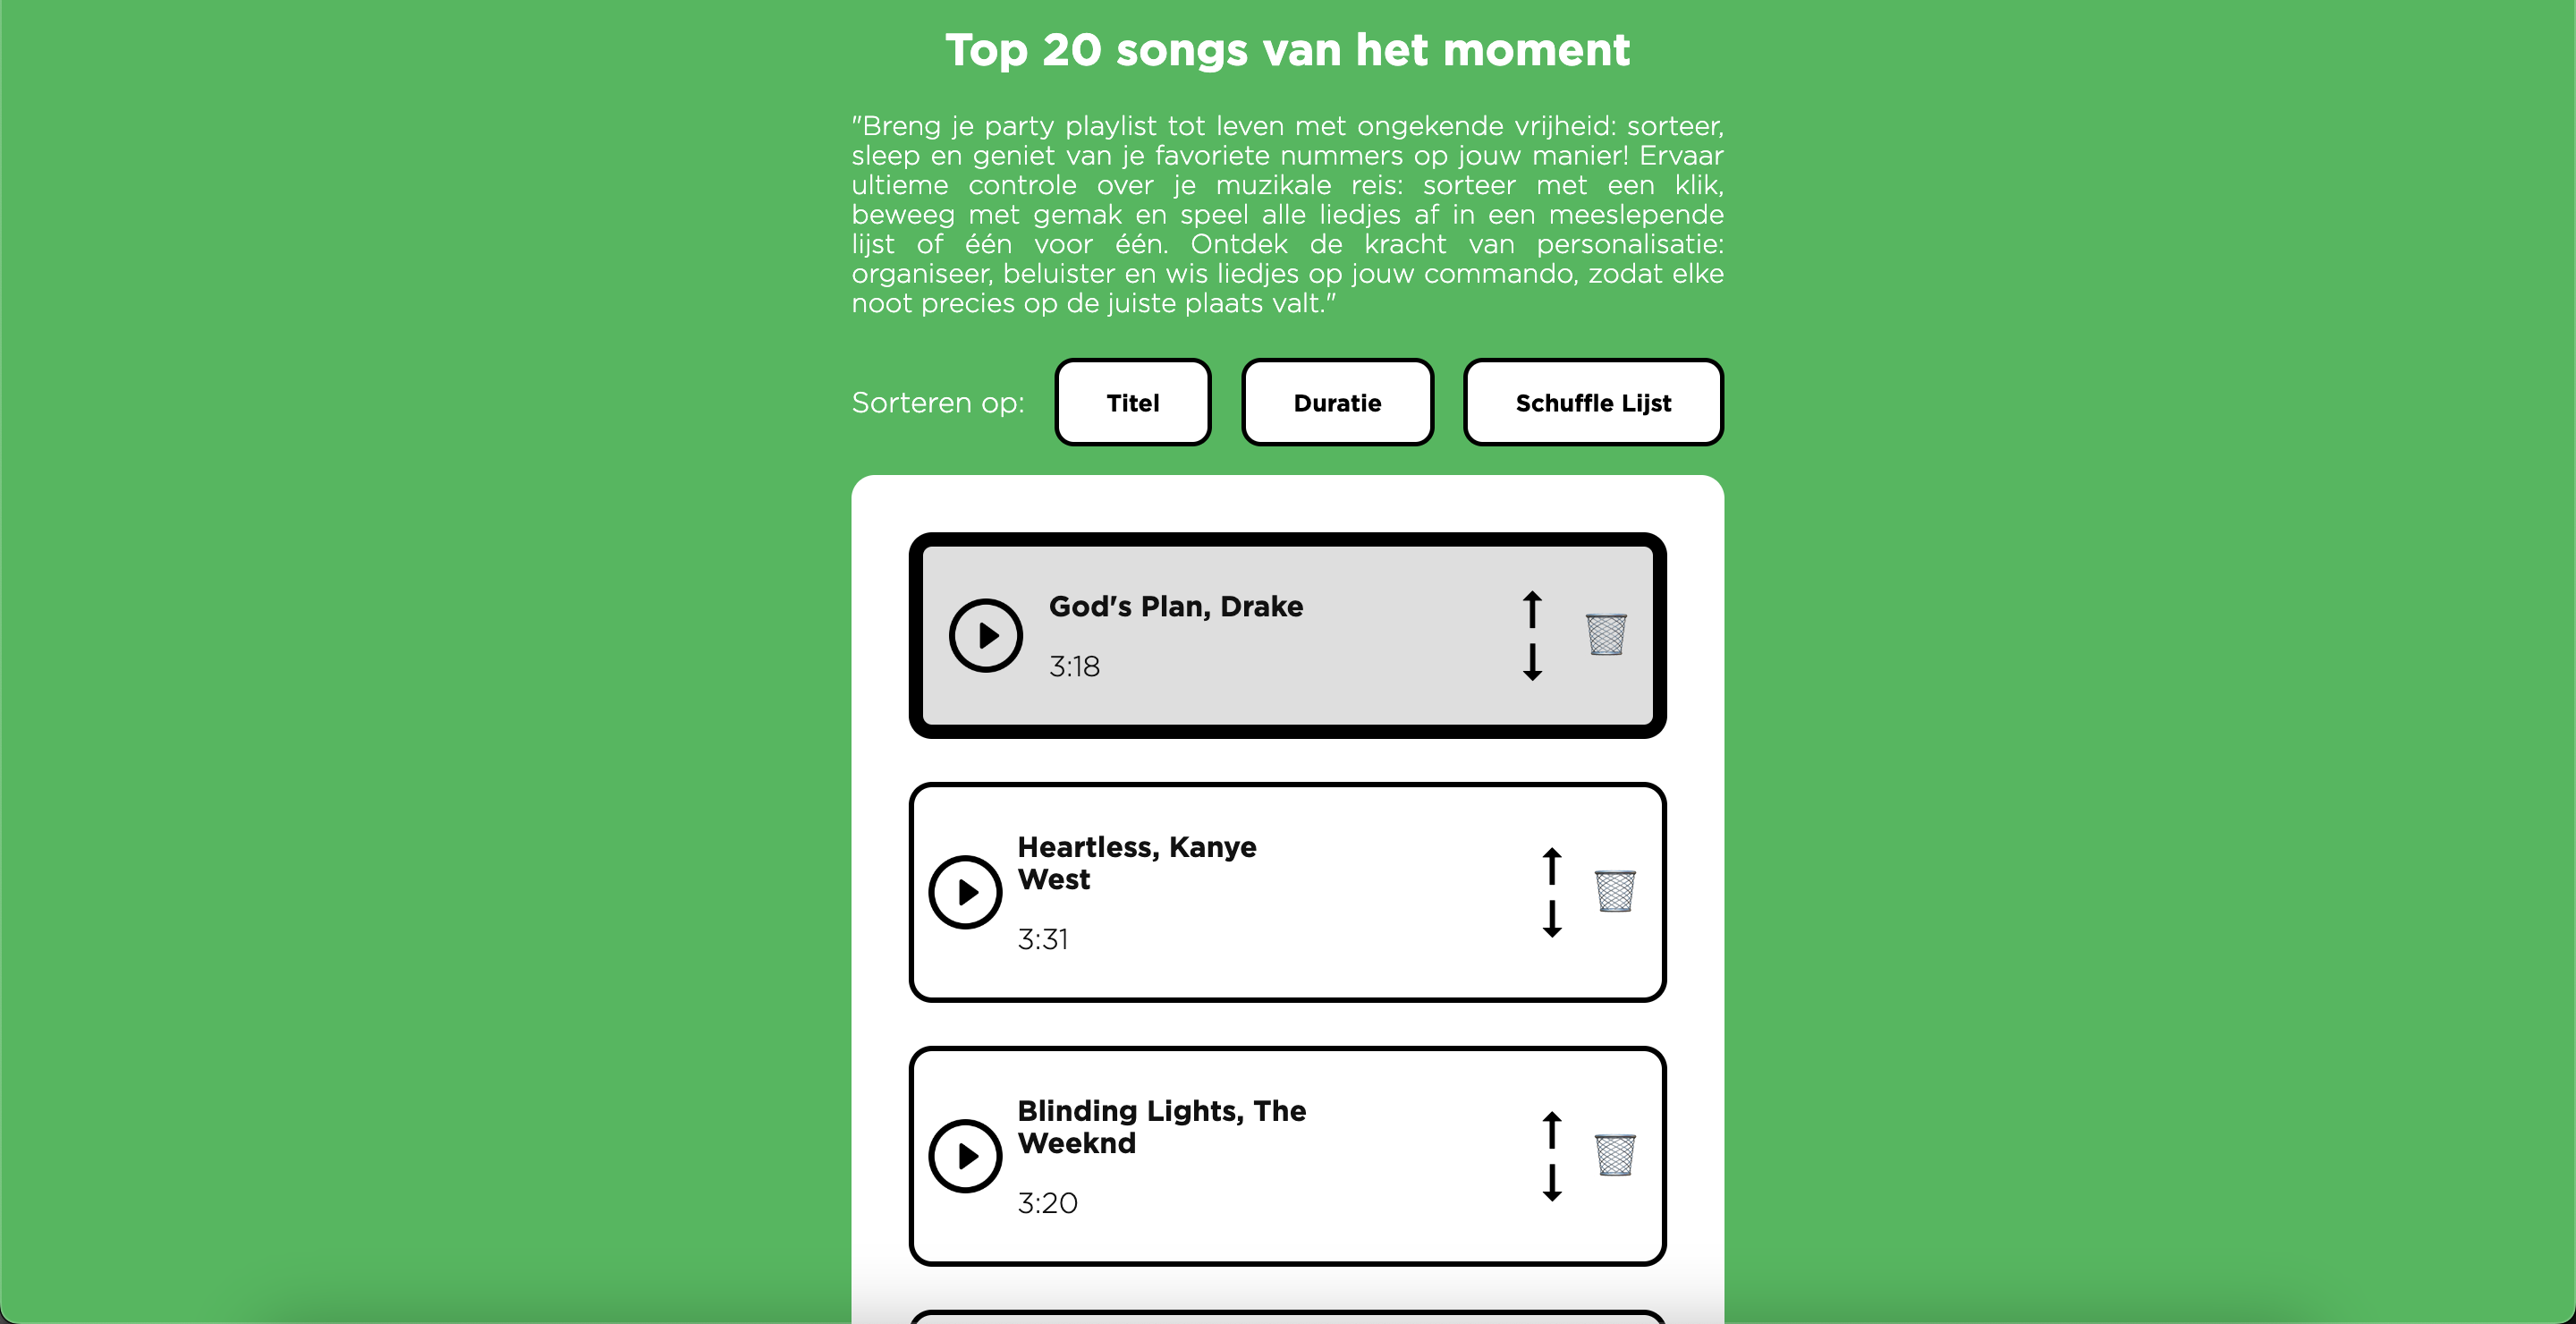 Top 20 songs van het moment
"Breng je party playlist tot leven met ongekende vrijheid: sorteer,
sleep en geniet van je favoriete nummers op jouw manier! Ervaar
ultieme controle over je muzikale reis: sorteer met een klik,
beweeg met gemak en speel alle liedjes af in een meeslepende
lijst of één voor één. Ontdek de kracht van personalisatie:
organiseer, beluister en wis liedjes op jouw commando, zodat elke
noot precies op de juiste plaats valt."
Sorteren op: Titel Duratie Schuffle Lijst
God's Plan, Drake
3:18
Heartless, Kanye
West
3:31
Blinding Lights, The
Weeknd
3:20